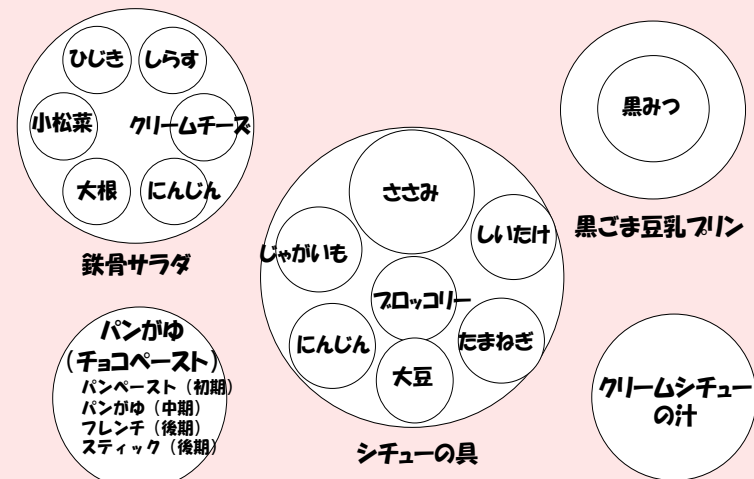 ひじき
しらす
小松菜
クリームチーズ
大根
にんじん
鉄骨サラダ
ささみ
じゃがいも
しいたけ
ブロッコリー
にんじん
たまねぎ
大豆
シチューの具
黒みつ
黒ごま豆乳プリン
パンがゆ
(チョコペースト)
パンペースト(初期)
パンがゆ(中期)
フレンチ(後期)
スティック(後期)
クリームシチュー
の汁